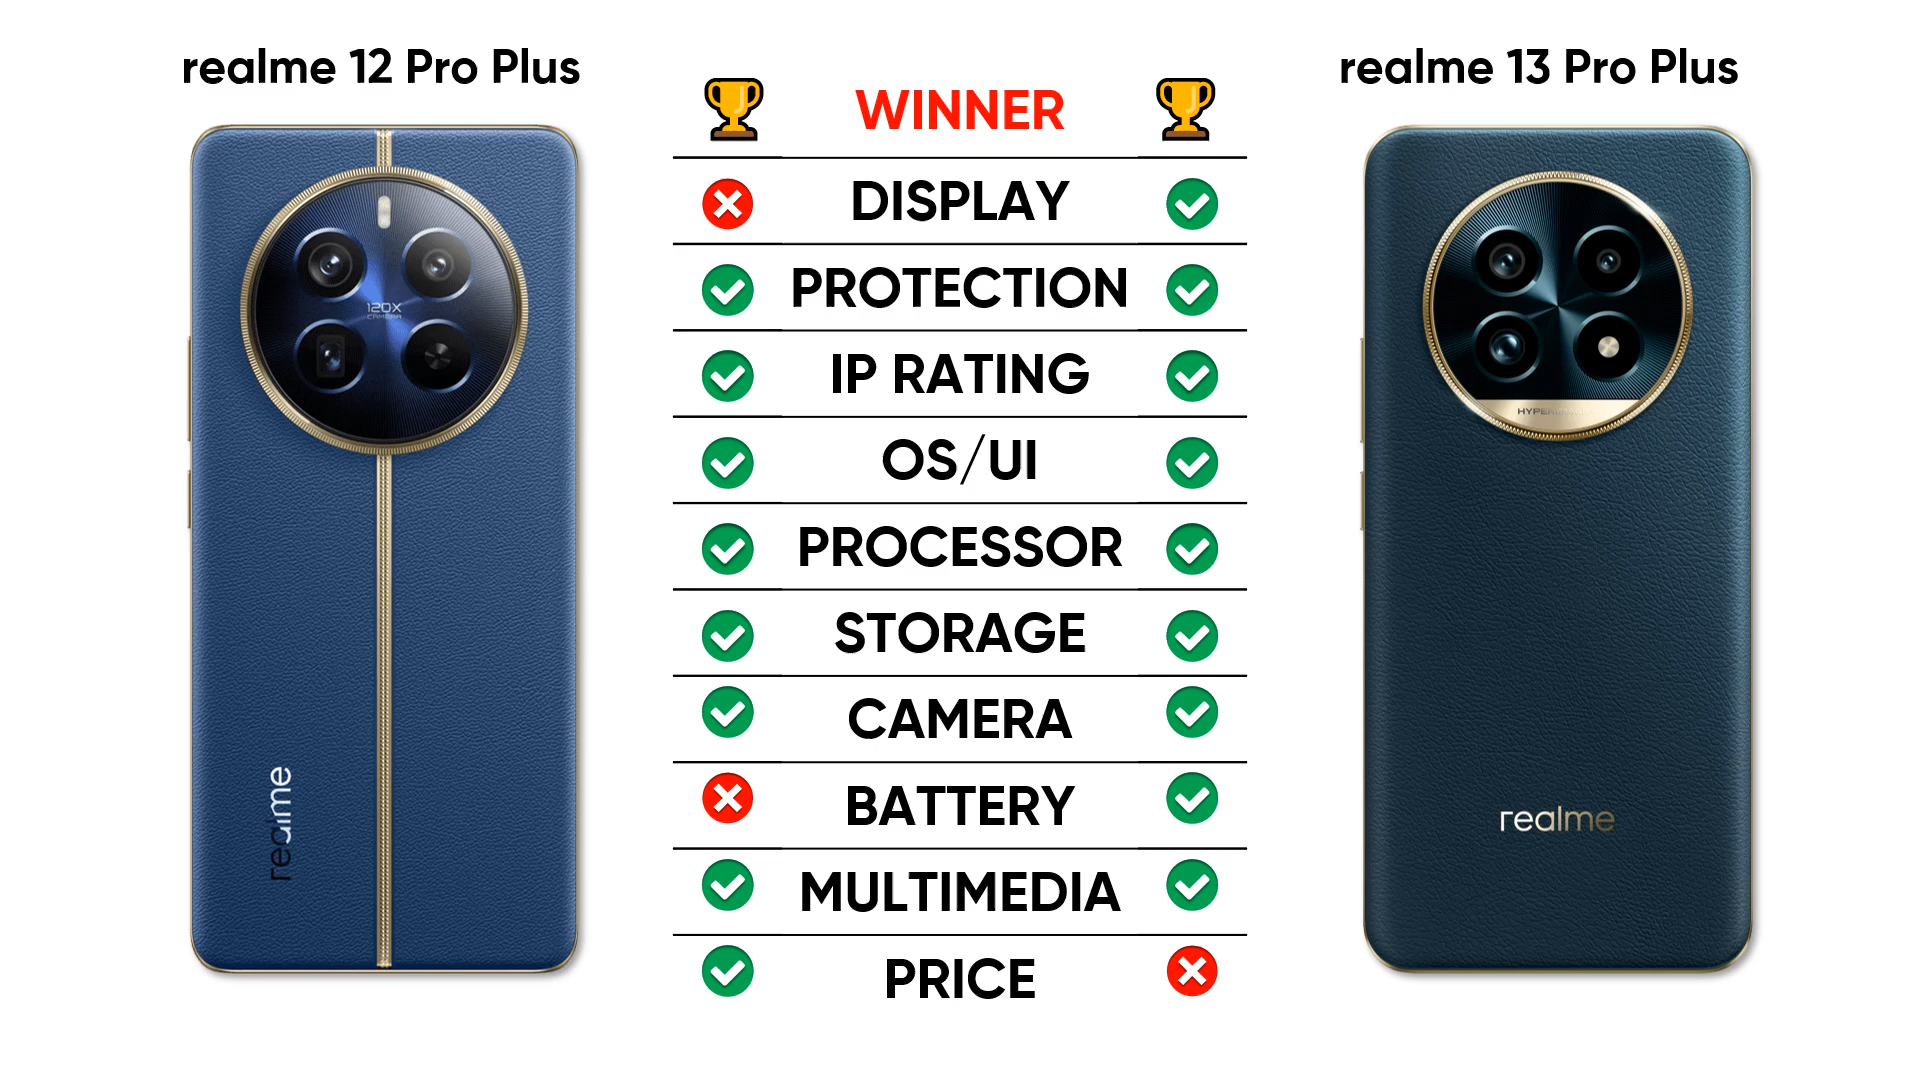 realme 12 Pro Plus
realme 13 Pro Plus
WINNER
DISPLAY
PROTECTION
IP RATING
OS/UI
PROCESSOR
STORAGE
CAMERA
BATTERY
MULTIMEDIA
PRICE
120X
CAMERA
realme
realme